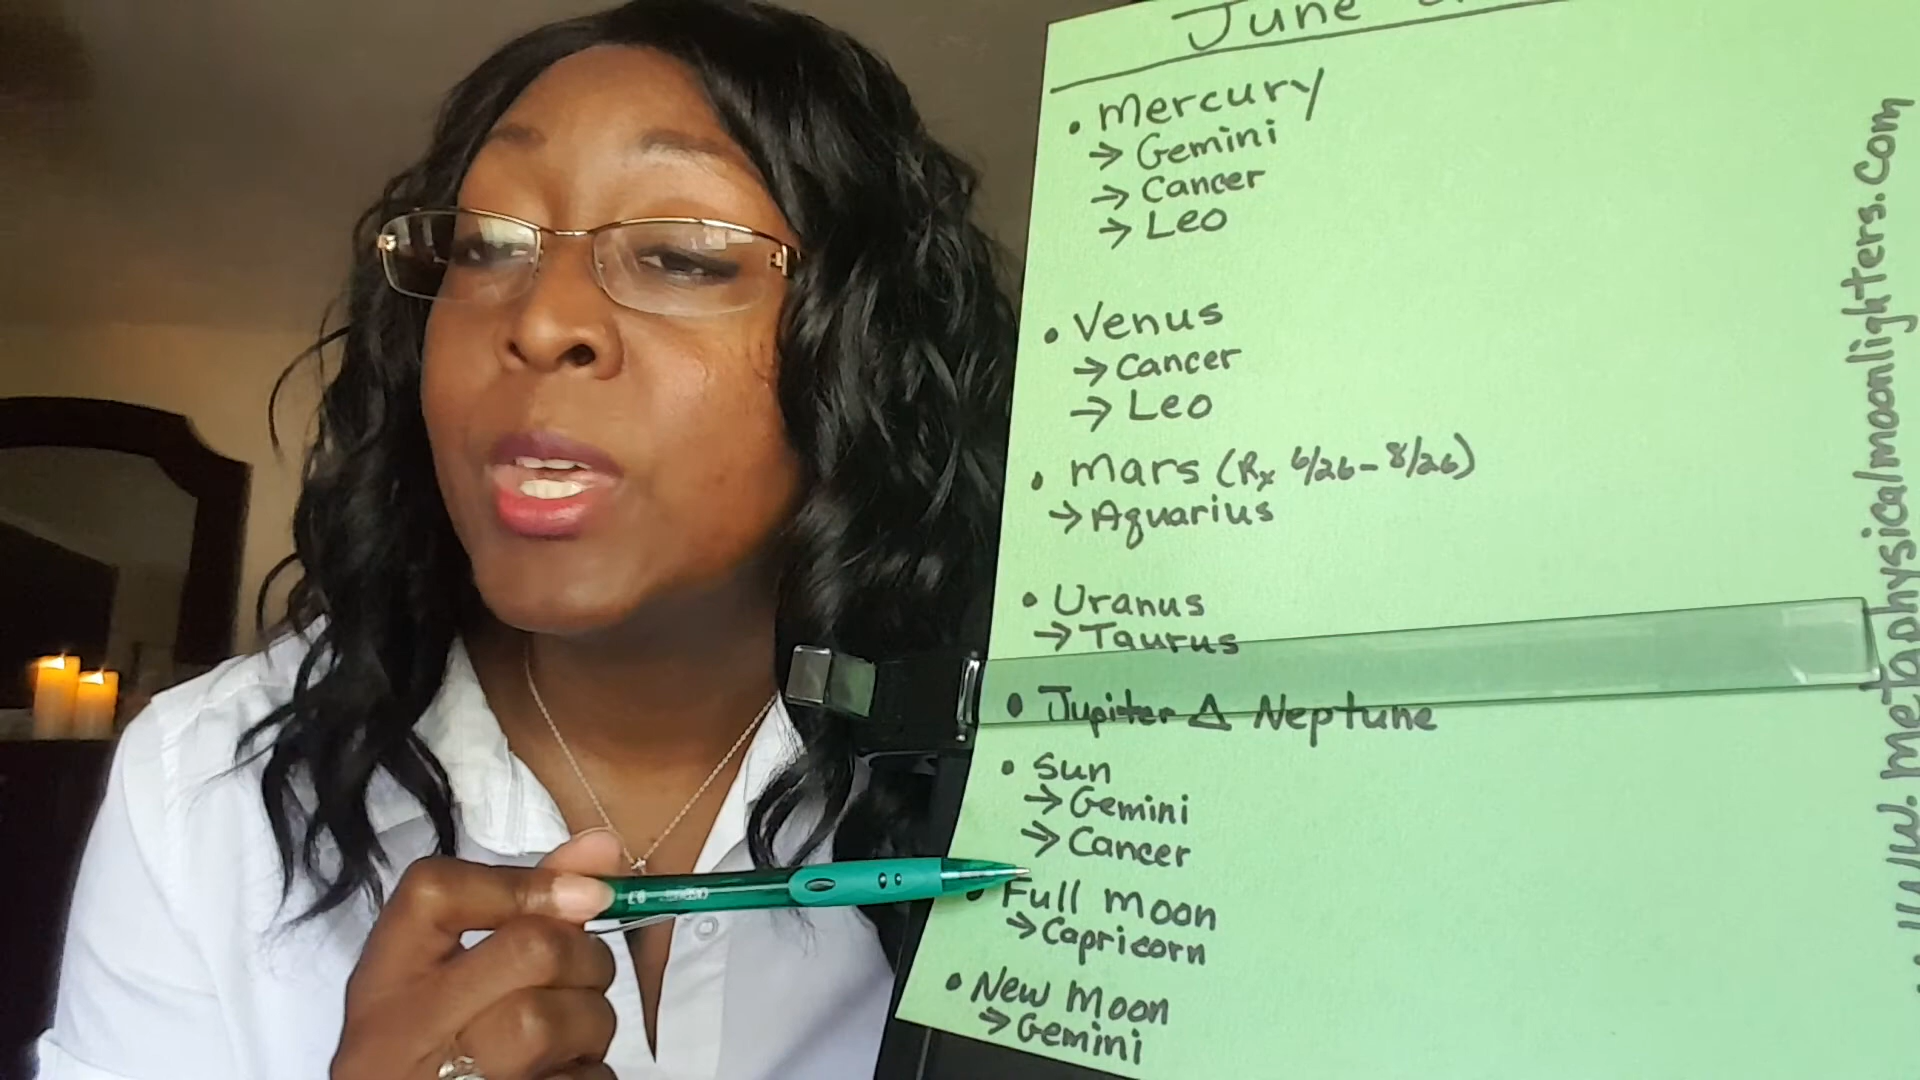 June
• Mercury
→ Gemini
→ Cancer
→ Leo
• Venus
→ Cancer
→ Leo
• Mars (Rx 6/26-8/26)
→ Aquarius
• Uranus
→ Taurus
• Jupiter △ Neptune
• Sun
→ Gemini
→ Cancer
• Full Moon
→ Capricorn
• New Moon
→ Gemini
www.metaphysicalmoonlighters.com